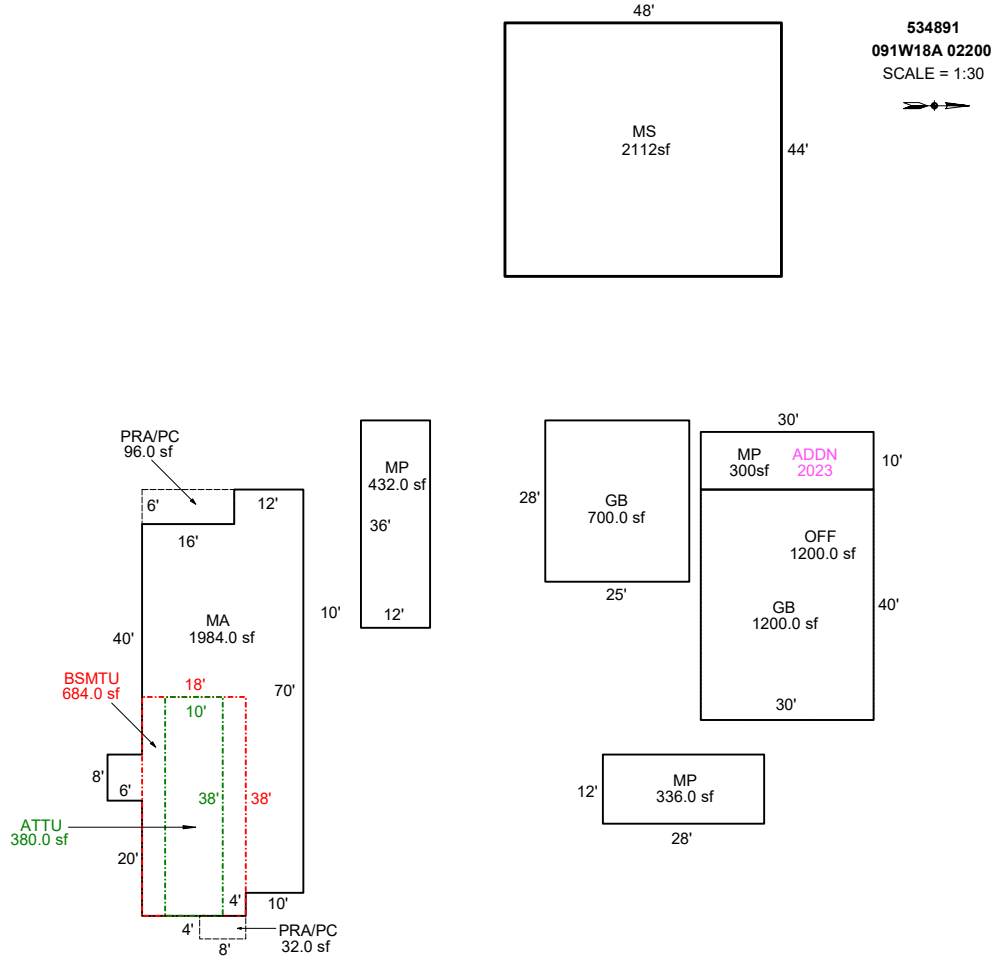 48'
534891
091W18A 02200
SCALE = 1:30
MS
2112sf
44'
PRA/PC
96.0 sf
6'
12'
16'
MP
432.0 sf
36'
12'
10'
28'
GB
700.0 sf
25'
30'
MP
300sf
ADDN
2023
10'
OFF
1200.0 sf
GB
1200.0 sf
40'
30'
MA
1984.0 sf
40'
70'
BSMTU
684.0 sf
18'
10'
8'
6'
38'
38'
ATTU
380.0 sf
20'
4'
10'
4'
8'
PRA/PC
32.0 sf
12'
MP
336.0 sf
28'